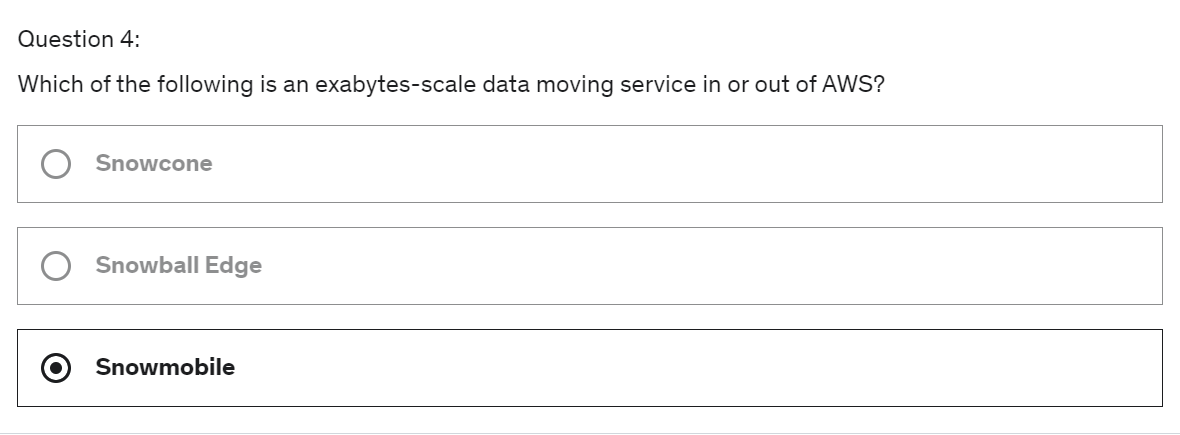 Question 4:
Which of the following is an exabytes-scale data moving service in or out of AWS?
Snowcone
Snowball Edge
Snowmobile